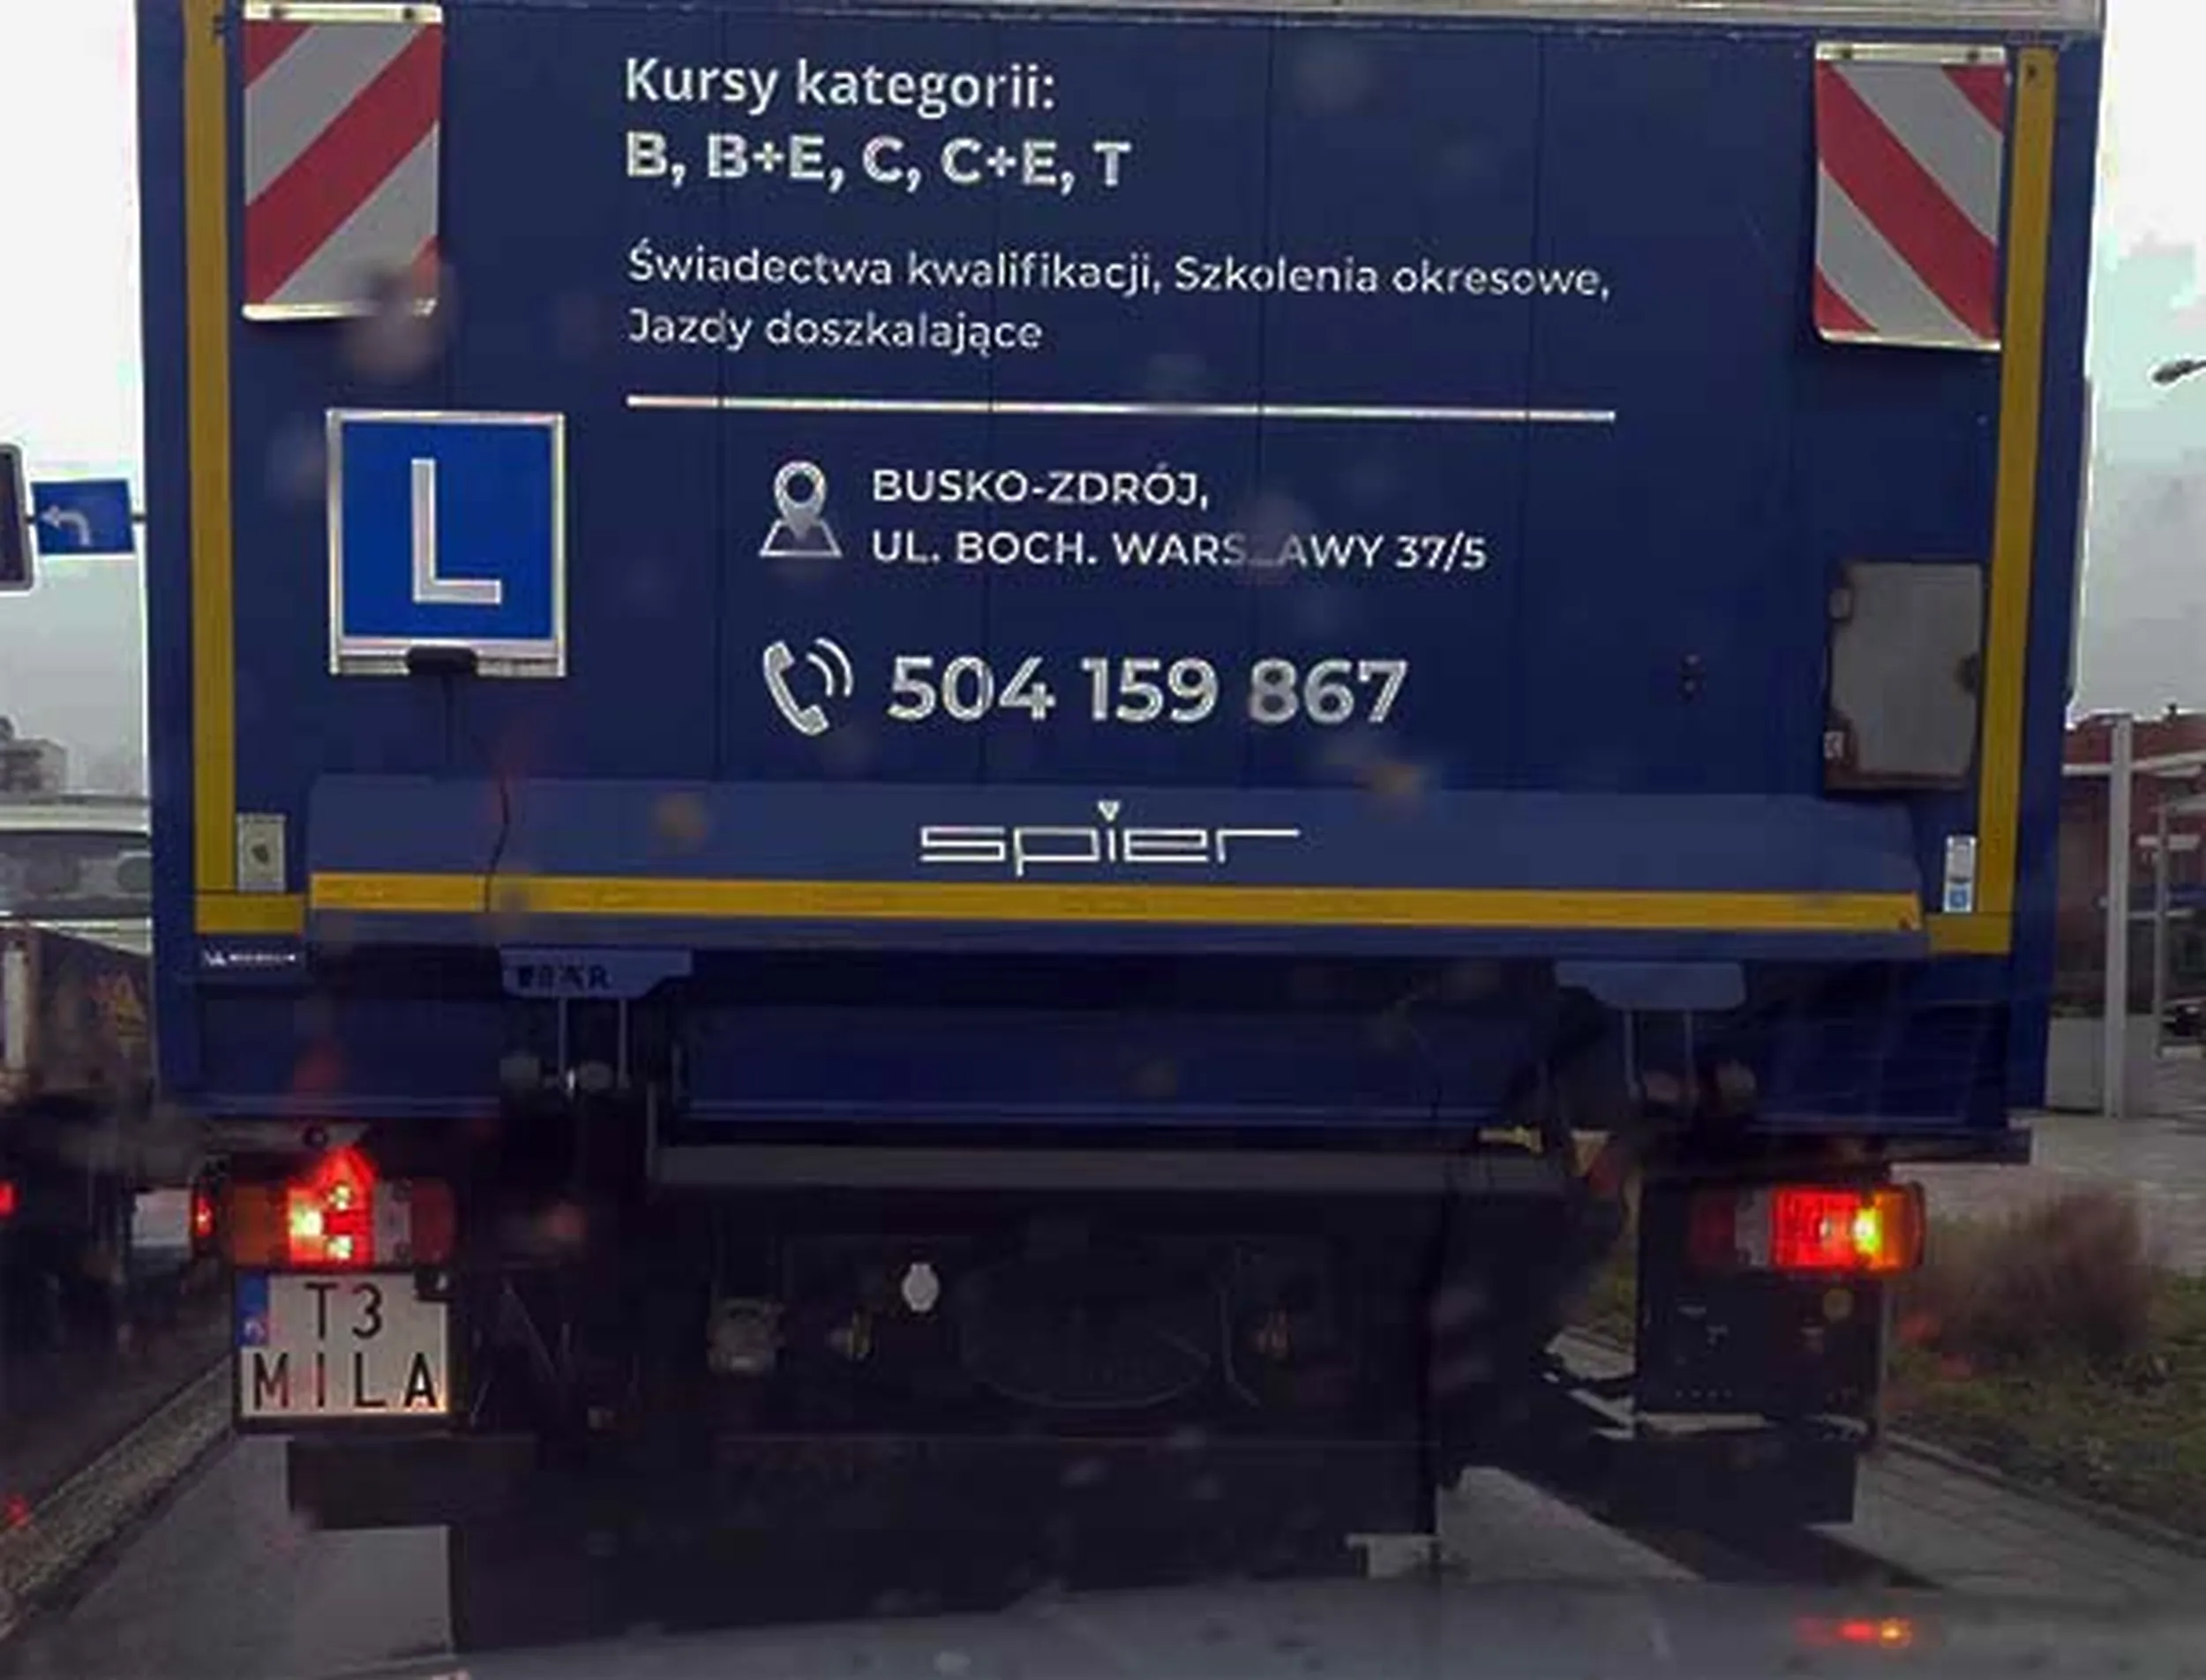 Kursy kategorii:
B, B+E, C, C+E, T
Świadectwa kwalifikacji, Szkolenia okresowe,
Jazdy doszkalające
L
BUSKO-ZDRÓJ,
UL. BOCH. WARSZAWY 37/5
504 159 867
spier
T3
MILA